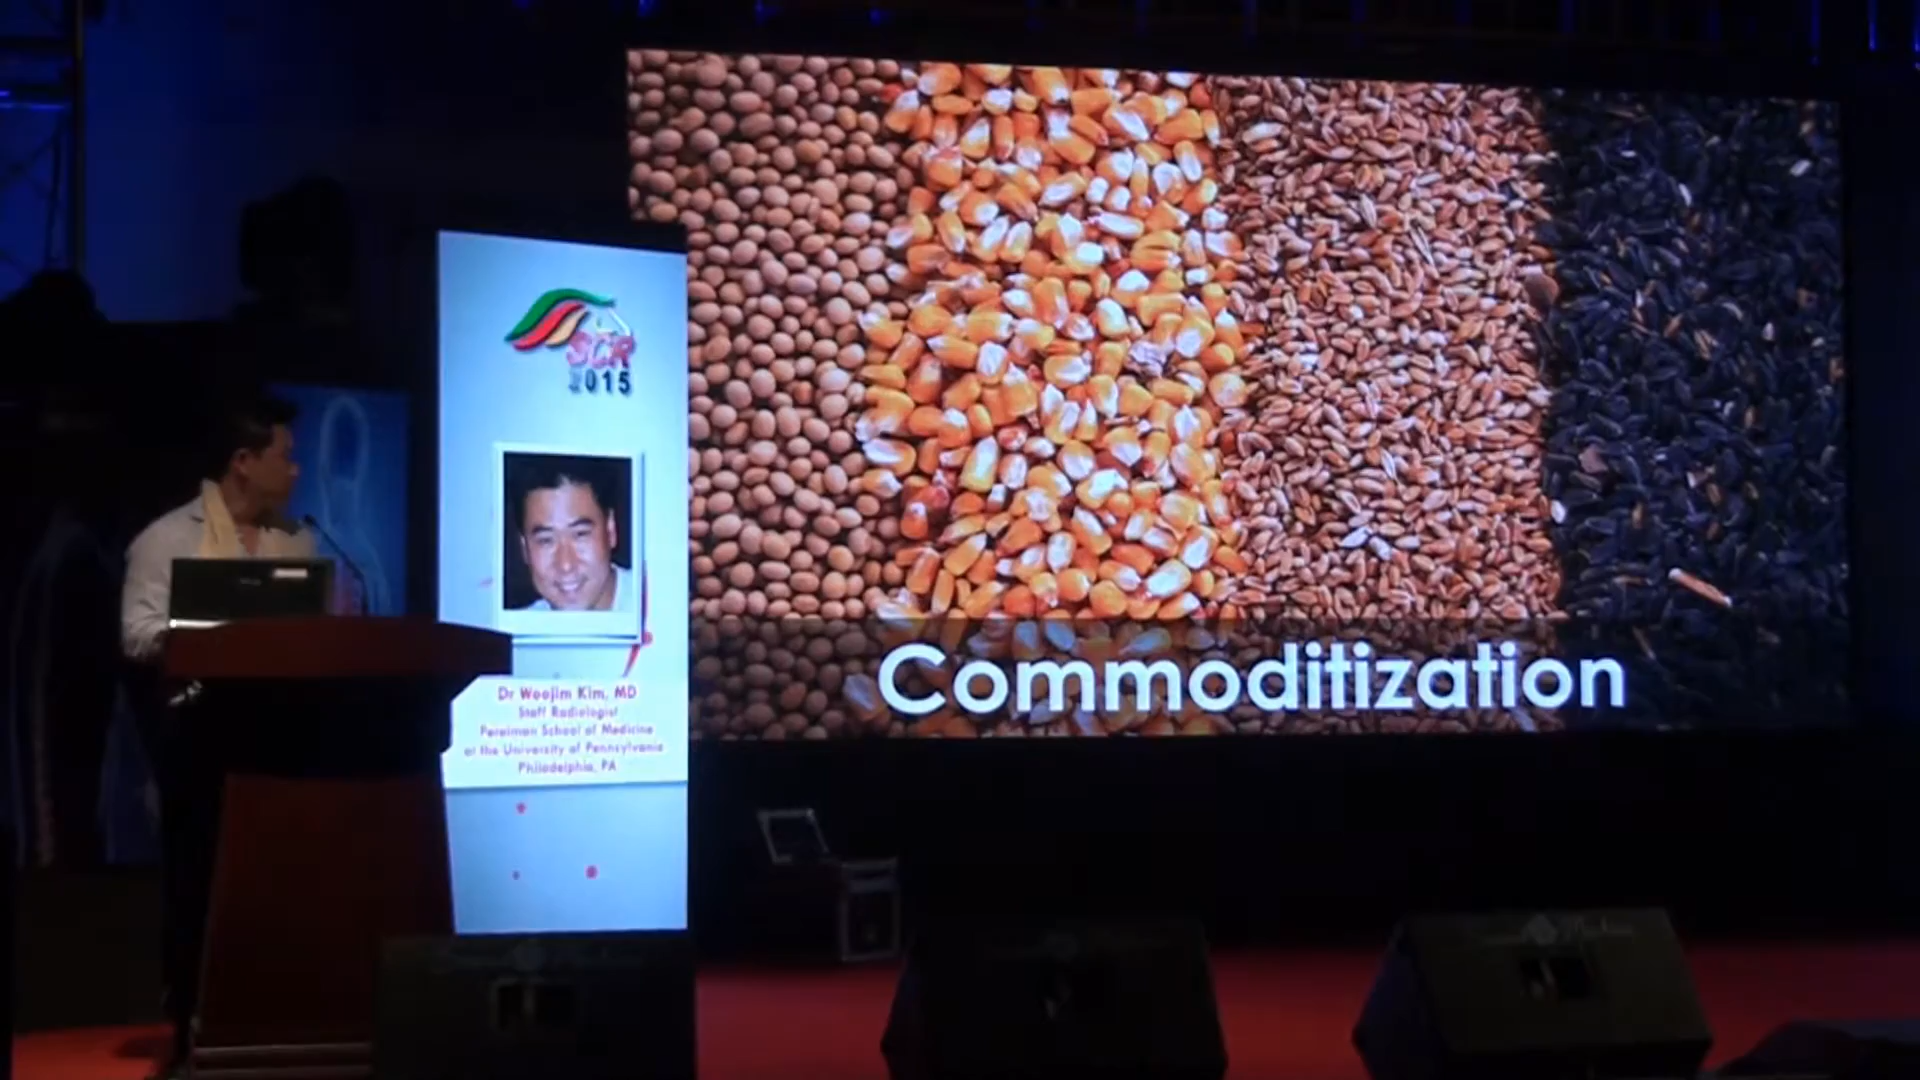 SCR
2015
Dr Woojim Kim, MD
Staff Radiologist
Perelman School of Medicine
at the University of Pennsylvania
Philadelphia, PA
Commoditization